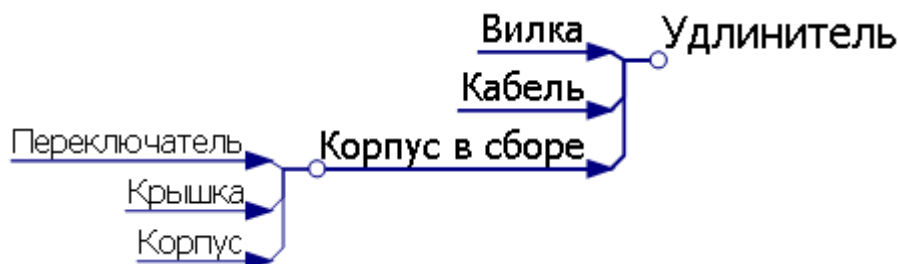 Вилка
Удлинитель
Кабель
Корпус в сборе
Переключатель
Крышка
Корпус